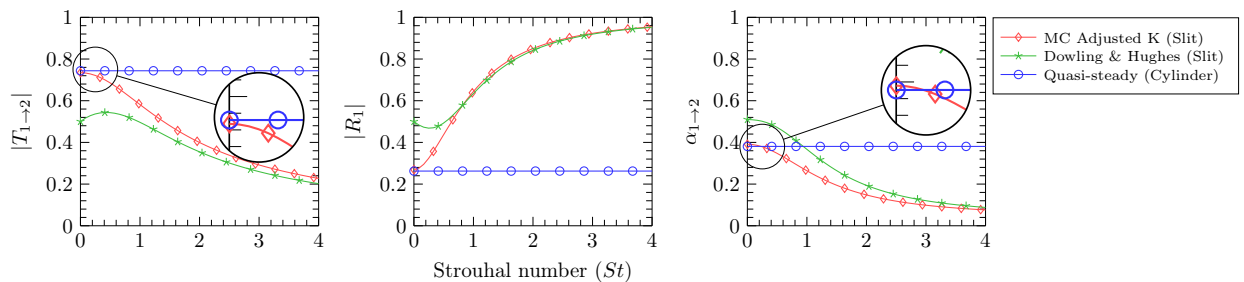 |T₁→₂|
1
0.8
0.6
0.4
0.2
0
0 1 2 3 4
|R₁|
1
0.8
0.6
0.4
0.2
0
0 1 2 3 4
Strouhal number (St)
α₁→₂
1
0.8
0.6
0.4
0.2
0
0 1 2 3 4
MC Adjusted K (Slit)
Dowling & Hughes (Slit)
Quasi-steady (Cylinder)